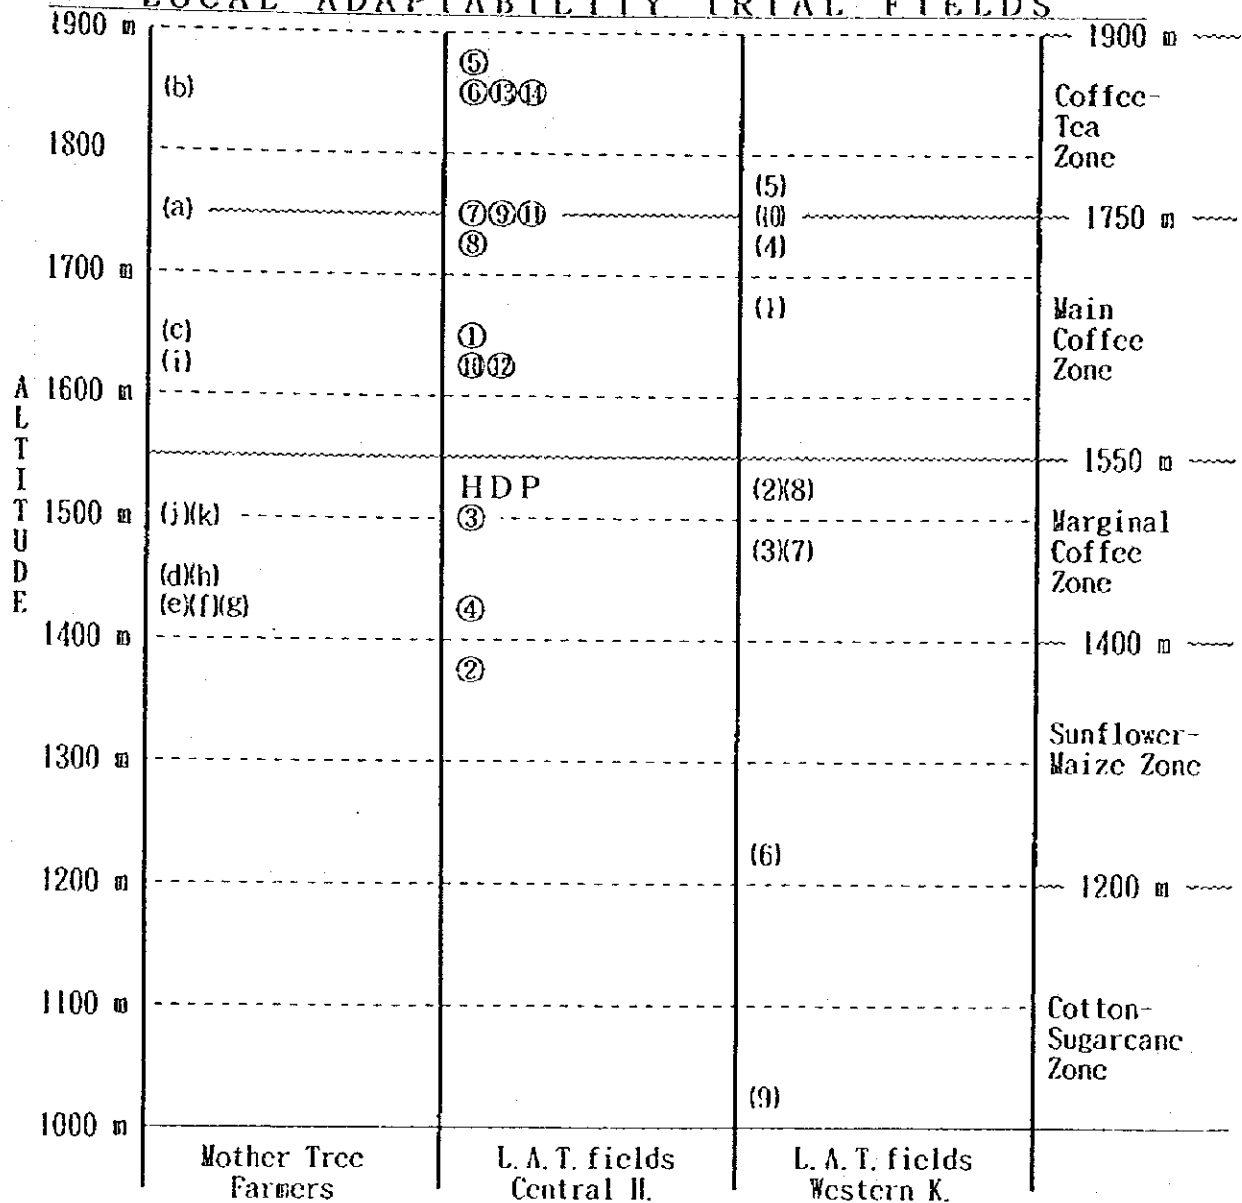 LOCAL ADAPTABILITY TRIAL FIELDS
1900 m 1900 m
⑤
(b) ⑥⑬⑭ Coffee-
Tea
1800 Zone
(5)
(a) ⑦⑨⑪ (10) 1750 m
⑧ (4)
1700 m
(1) Main
(c) ① Coffee
(i) ⑩⑫ Zone
1600 m
1550 m
HDP (2)(8)
1500 m (j)(k) ③ Marginal
(3)(7) Coffee
(d)(h) Zone
(e)(f)(g) ④
1400 m 1400 m
②
Sunflower-
1300 m Maize Zone
(6)
1200 m 1200 m
1100 m Cotton-
Sugarcane
Zone
(9)
1000 m
ALTITUDE
Mother Tree L.A.T. fields L.A.T. fields
Farmers Central H. Western K.